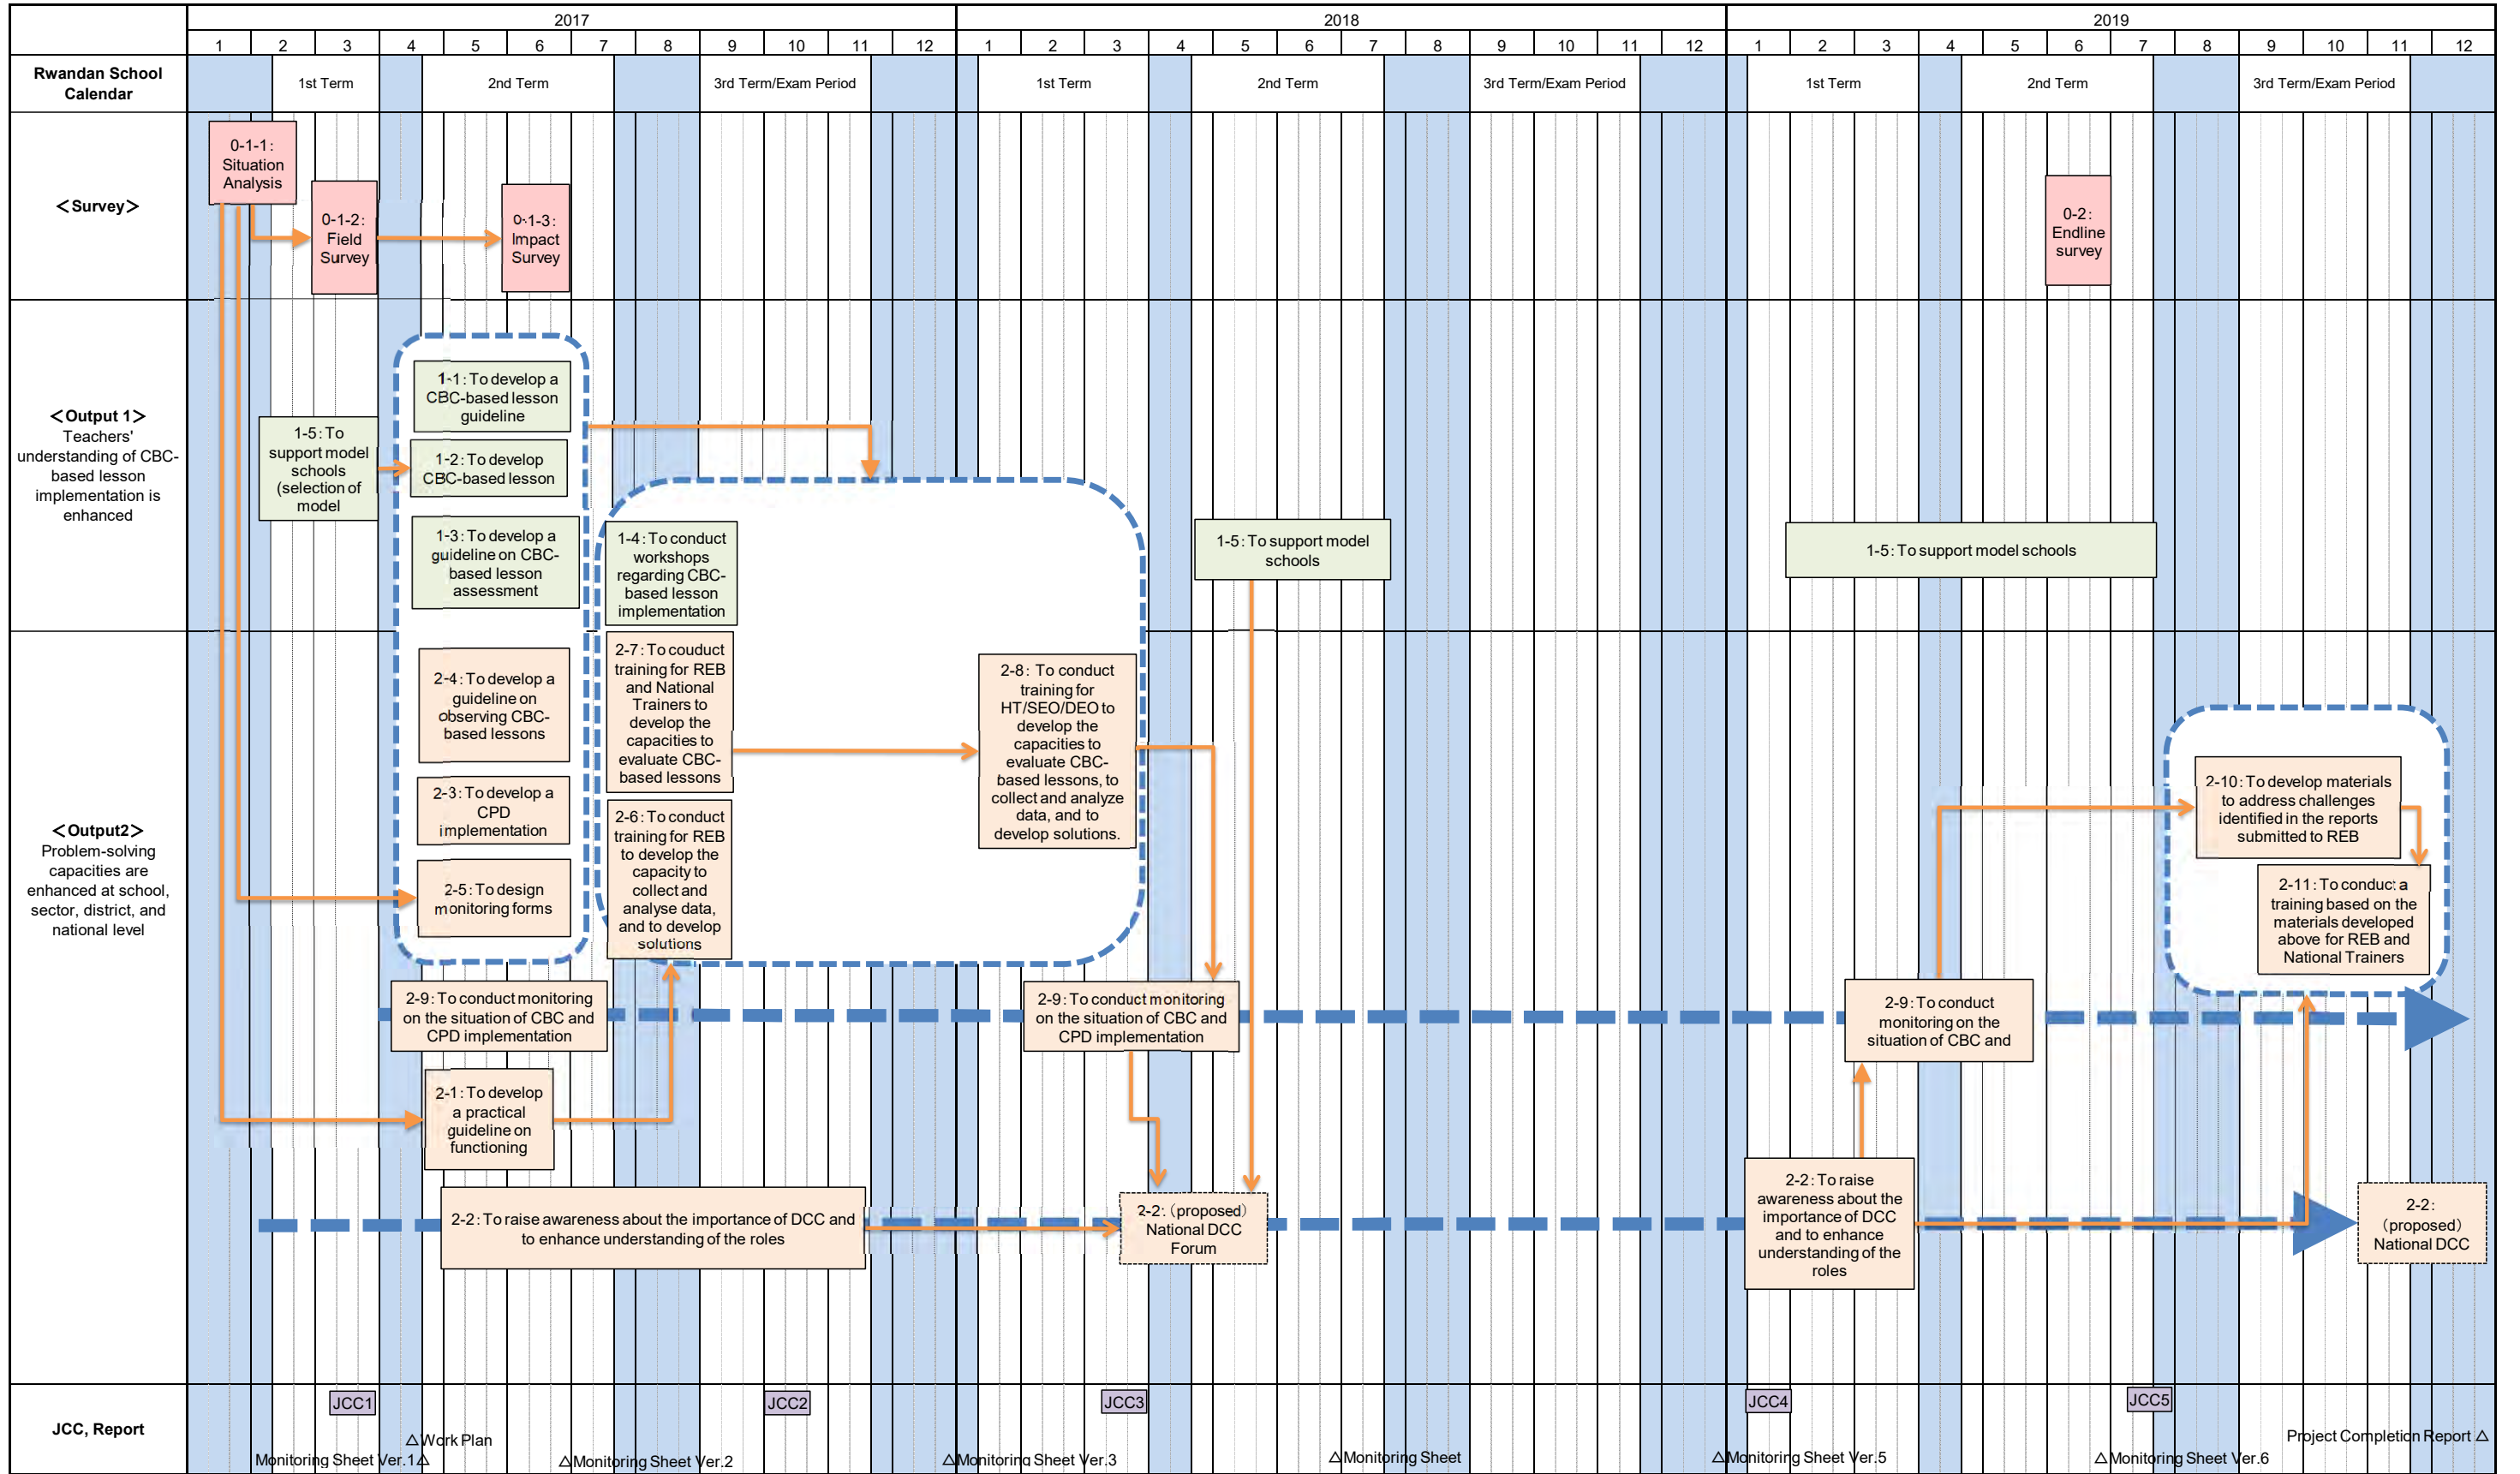 2017
2018
2019
1 2 3 4 5 6 7 8 9 10 11 12
1 2 3 4 5 6 7 8 9 10 11 12
1 2 3 4 5 6 7 8 9 10 11 12
Rwandan School
Calendar
1st Term
2nd Term
3rd Term/Exam Period
1st Term
2nd Term
3rd Term/Exam Period
1st Term
2nd Term
3rd Term/Exam Period
<Survey>
0-1-1:
Situation
Analysis
0-1-2:
Field
Survey
0-1-3:
Impact
Survey
0-2:
Endline
survey
<Output 1>
Teachers'
understanding of CBC-
based lesson
implementation is
enhanced
1-5: To
support model
schools
(selection of
model
1-1: To develop a
CBC-based lesson
guideline
1-2: To develop
CBC-based lesson
1-3: To develop a
guideline on CBC-
based lesson
assessment
1-4: To conduct
workshops
regarding CBC-
based lesson
implementation
1-5: To support model
schools
1-5: To support model schools
<Output2>
Problem-solving
capacities are
enhanced at school,
sector, district, and
national level
2-4: To develop a
guideline on
observing CBC-
based lessons
2-3: To develop a
CPD
implementation
2-5: To design
monitoring forms
2-7: To couduct
training for REB
and National
Trainers to
develop the
capacities to
evaluate CBC-
based lessons
2-6: To conduct
training for REB
to develop the
capacity to
collect and
analyse data,
and to develop
solutions
2-8: To conduct
training for
HT/SEO/DEO to
develop the
capacities to
evaluate CBC-
based lessons, to
collect and analyze
data, and to
develop solutions.
2-10: To develop materials
to address challenges
identified in the reports
submitted to REB
2-11: To conduct a
training based on the
materials developed
above for REB and
National Trainers
2-9: To conduct monitoring
on the situation of CBC and
CPD implementation
2-9: To conduct monitoring
on the situation of CBC and
CPD implementation
2-9: To conduct
monitoring on the
situation of CBC and
2-1: To develop
a practical
guideline on
functioning
2-2: To raise awareness about the importance of DCC and
to enhance understanding of the roles
2-2: (proposed)
National DCC
Forum
2-2: To raise
awareness about the
importance of DCC
and to enhance
understanding of the
roles
2-2:
(proposed)
National DCC
JCC, Report
JCC1
JCC2
JCC3
JCC4
JCC5
△Work Plan
Project Completion Report △
Monitoring Sheet Ver.1△
△Monitoring Sheet Ver.2
△Monitoring Sheet Ver.3
△Monitoring Sheet
△Monitoring Sheet Ver.5
△Monitoring Sheet Ver.6